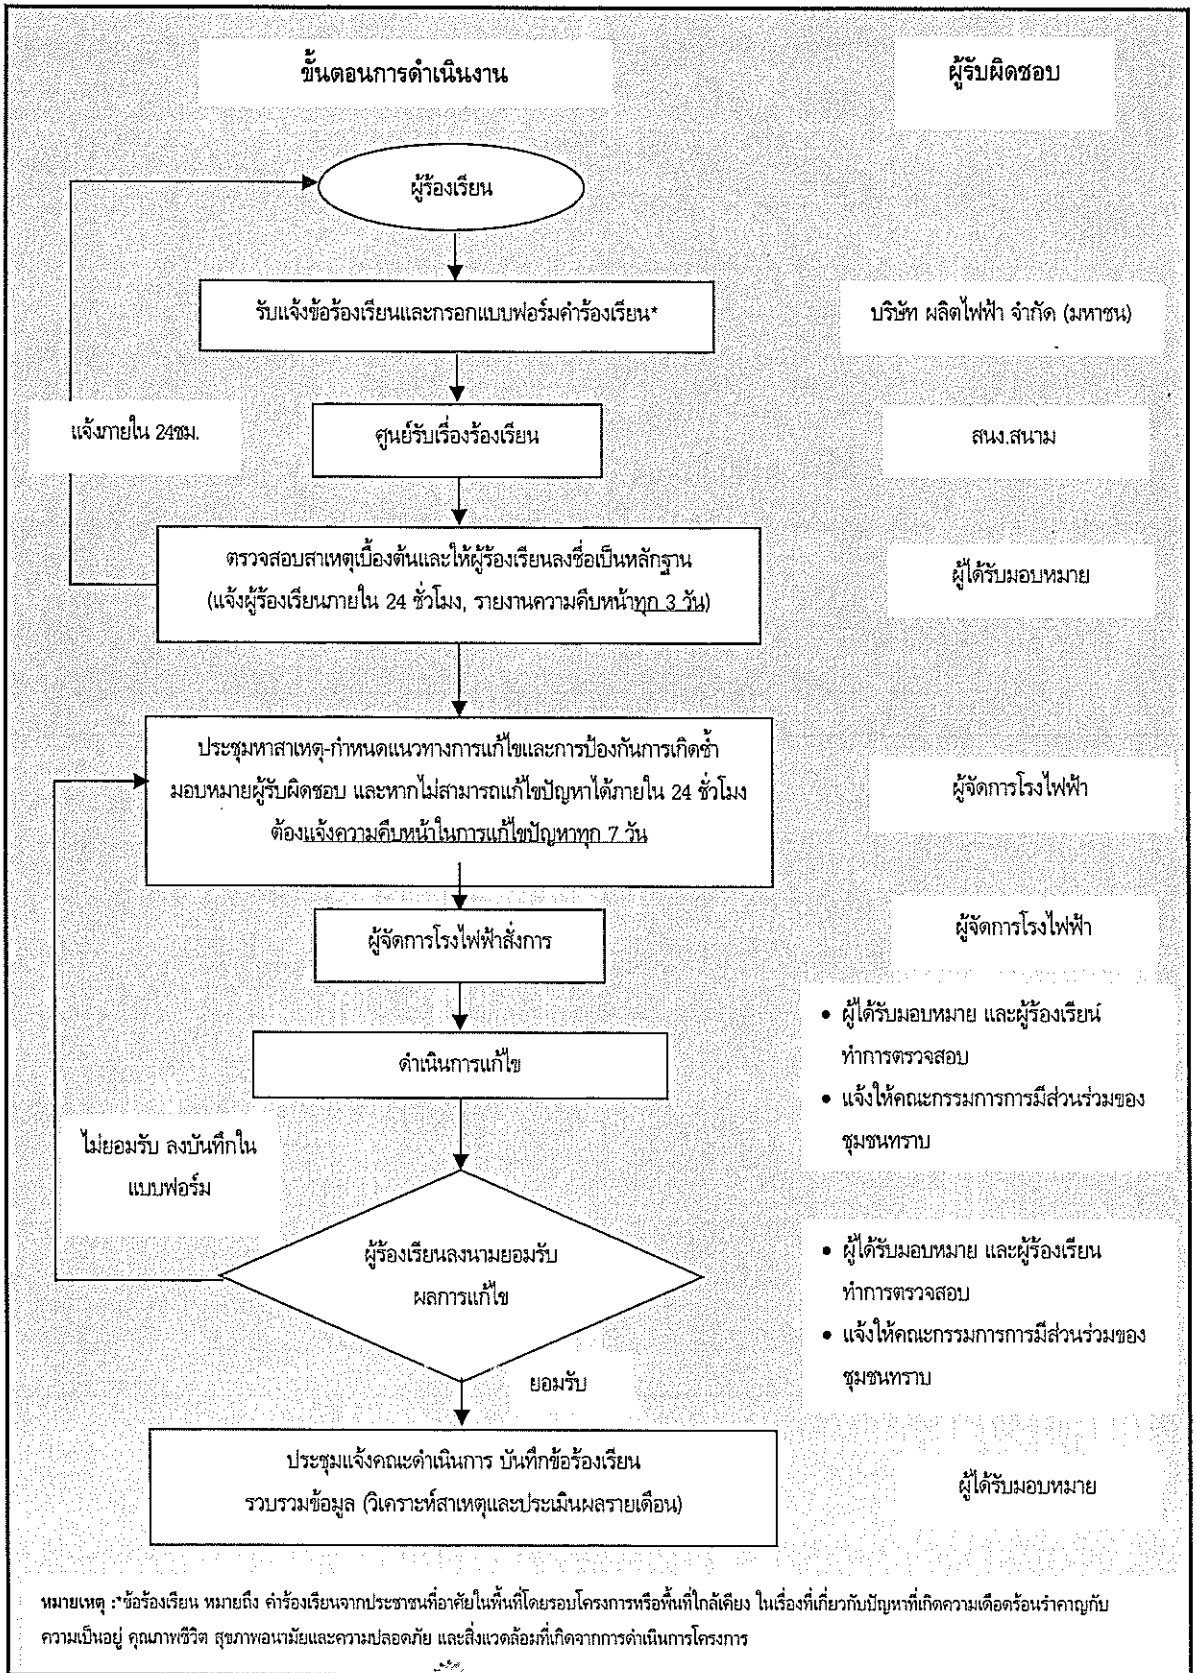 ขั้นตอนการดำเนินงาน
ผู้รับผิดชอบ
ผู้ร้องเรียน
รับแจ้งข้อร้องเรียนและกรอกแบบฟอร์มคำร้องเรียน*
บริษัท ผลิตไฟฟ้า จำกัด (มหาชน)
แจ้งภายใน 24ชม.
ศูนย์รับเรื่องร้องเรียน
สนง.สนาม
ตรวจสอบสาเหตุเบื้องต้นและให้ผู้ร้องเรียนลงชื่อเป็นหลักฐาน
(แจ้งผู้ร้องเรียนภายใน 24 ชั่วโมง, รายงานความคืบหน้าทุก 3 วัน)
ผู้ได้รับมอบหมาย
ประชุมหาสาเหตุ-กำหนดแนวทางการแก้ไขและการป้องกันการเกิดซ้ำ
มอบหมายผู้รับผิดชอบ และหากไม่สามารถแก้ไขปัญหาได้ภายใน 24 ชั่วโมง
ต้องแจ้งความคืบหน้าในการแก้ไขปัญหาทุก 7 วัน
ผู้จัดการโรงไฟฟ้า
ผู้จัดการโรงไฟฟ้าสั่งการ
ผู้จัดการโรงไฟฟ้า
ดำเนินการแก้ไข
• ผู้ได้รับมอบหมาย และผู้ร้องเรียน
ทำการตรวจสอบ
• แจ้งให้คณะกรรมการการมีส่วนร่วมของ
ชุมชนทราบ
ไม่ยอมรับ ลงบันทึกใน
แบบฟอร์ม
ผู้ร้องเรียนลงนามยอมรับ
ผลการแก้ไข
• ผู้ได้รับมอบหมาย และผู้ร้องเรียน
ทำการตรวจสอบ
• แจ้งให้คณะกรรมการการมีส่วนร่วมของ
ชุมชนทราบ
ยอมรับ
ประชุมแจ้งคณะดำเนินการ บันทึกข้อร้องเรียน
รวบรวมข้อมูล (วิเคราะห์สาเหตุและประเมินผลรายเดือน)
ผู้ได้รับมอบหมาย
หมายเหตุ :*ข้อร้องเรียน หมายถึง คำร้องเรียนจากประชาชนที่อาศัยในพื้นที่โดยรอบโครงการหรือพื้นที่ใกล้เคียง ในเรื่องที่เกี่ยวกับปัญหาที่เกิดความเดือดร้อนรำคาญกับ
ความเป็นอยู่ คุณภาพชีวิต สุขภาพอนามัยและความปลอดภัย และสิ่งแวดล้อมที่เกิดจากการดำเนินการโครงการ